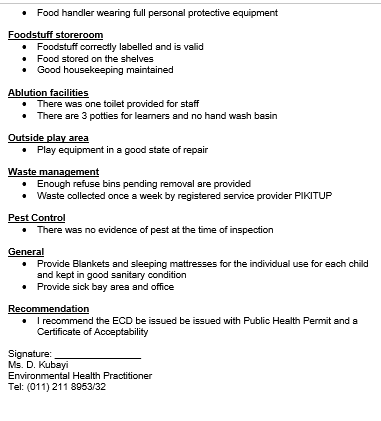 • Food handler wearing full personal protective equipment
Foodstuff storeroom
• Foodstuff correctly labelled and is valid
• Food stored on the shelves
• Good housekeeping maintained
Ablution facilities
• There was one toilet provided for staff
• There are 3 potties for learners and no hand wash basin
Outside play area
• Play equipment in a good state of repair
Waste management
• Enough refuse bins pending removal are provided
• Waste collected once a week by registered service provider PIKITUP
Pest Control
• There was no evidence of pest at the time of inspection
General
• Provide Blankets and sleeping mattresses for the individual use for each child
and kept in good sanitary condition
• Provide sick bay area and office
Recommendation
• I recommend the ECD be issued be issued with Public Health Permit and a
Certificate of Acceptability
Signature: ________________
Ms. D. Kubayi
Environmental Health Practitioner
Tel: (011) 211 8953/32